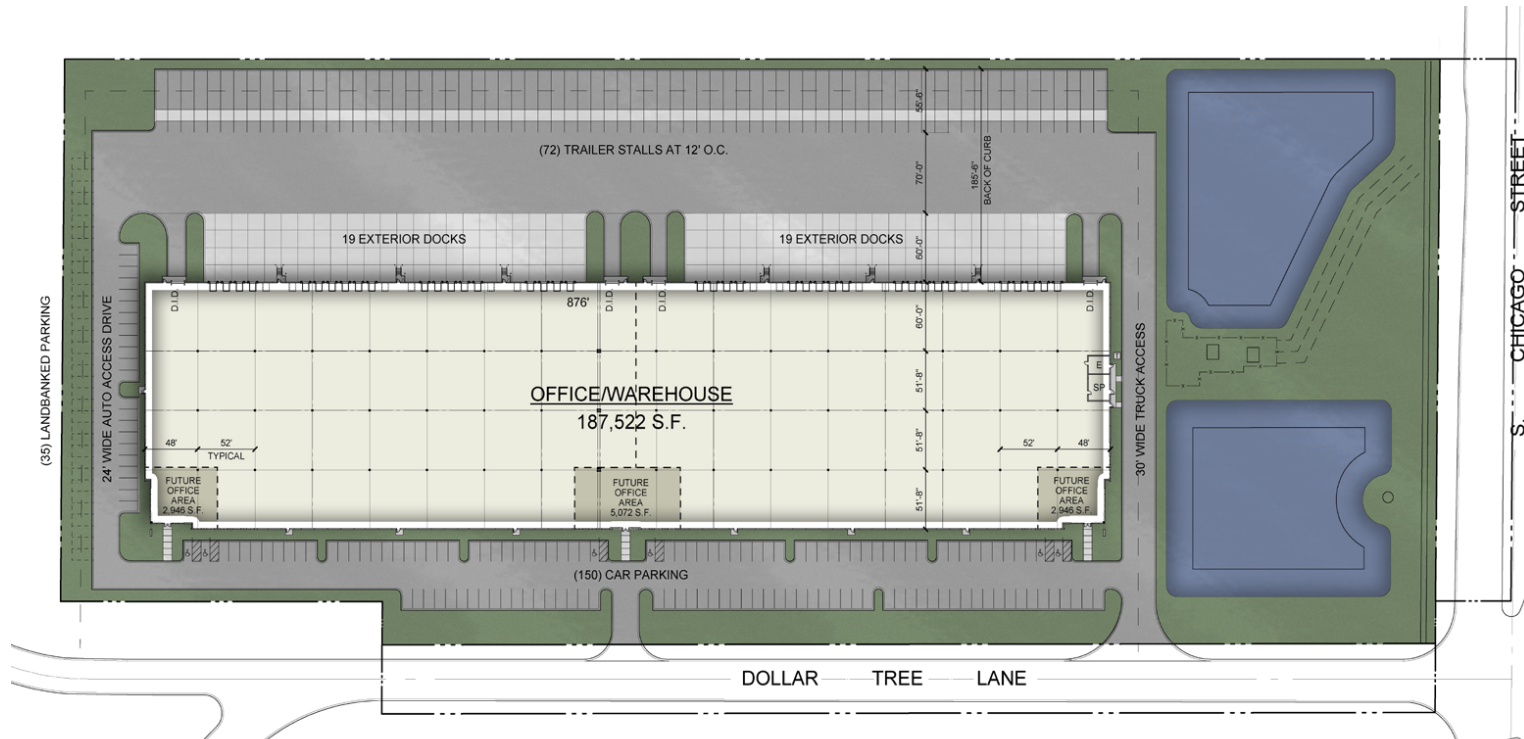 (72) TRAILER STALLS AT 12' O.C.
55'-6"
70'-0"
185'-6"
BACK OF CURB
60'-0"
19 EXTERIOR DOCKS
19 EXTERIOR DOCKS
D.I.D.
876'
D.I.D.
D.I.D.
D.I.D.
60'-0"
51'-8"
51'-8"
51'-8"
E
SP
OFFICE/WAREHOUSE
187,522 S.F.
48'
52'
TYPICAL
52'
48'
FUTURE
OFFICE
AREA
2,946 S.F.
FUTURE
OFFICE AREA
5,072 S.F.
FUTURE
OFFICE
AREA
2,946 S.F.
(35) LANDBANKED PARKING
24' WIDE AUTO ACCESS DRIVE
30' WIDE TRUCK ACCESS
(150) CAR PARKING
DOLLAR TREE LANE
S. CHICAGO STREET